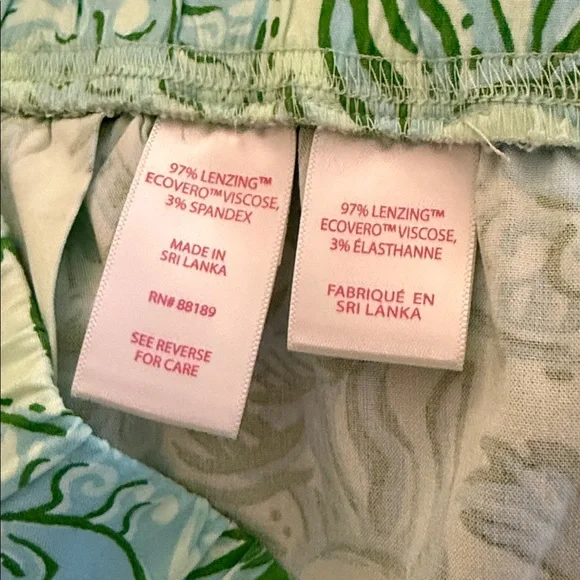 97% LENZING™
ECOVERO™ VISCOSE,
3% SPANDEX
MADE IN
SRI LANKA
RN# 88189
SEE REVERSE
FOR CARE
97% LENZING™
ECOVERO™ VISCOSE,
3% ÉLASTHANNE
FABRIQUÉ EN
SRI LANKA